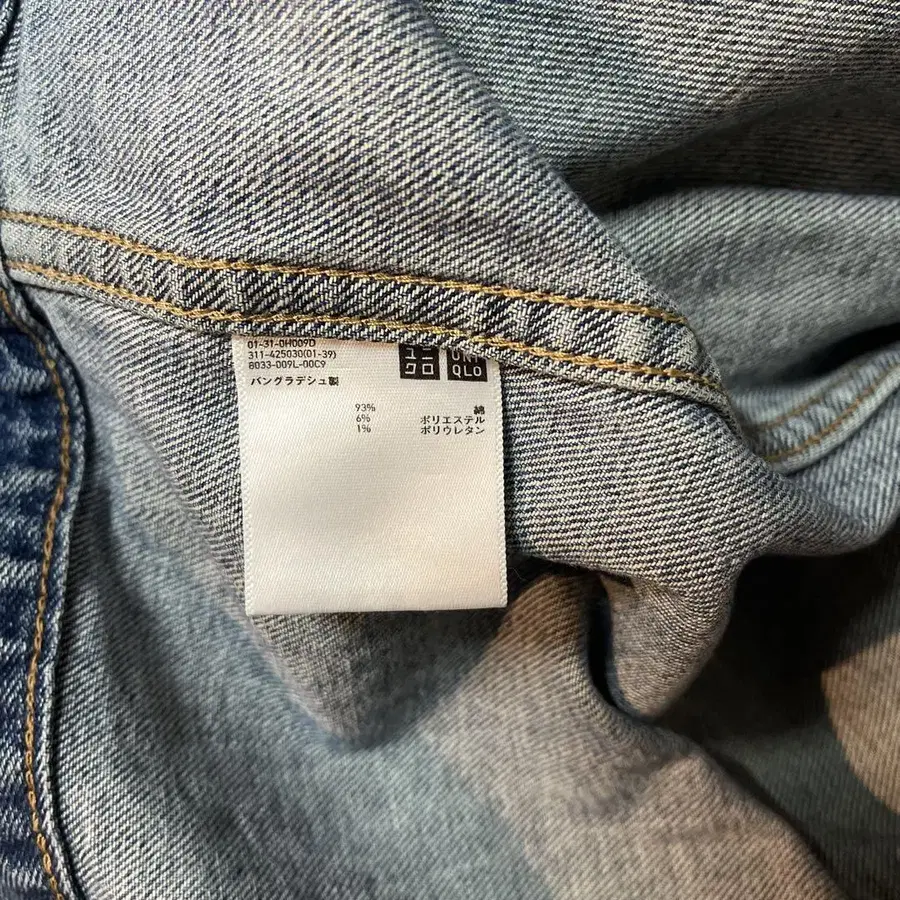 01-31-0H009D
311-425030(01-39)
8033-009L-00C9
バングラデシュ製
ユニ
クロ
UNI
QLO
93% 綿
6% ポリエステル
1% ポリウレタン